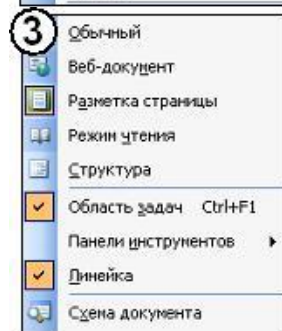 3
Обычный
Веб-документ
Разметка страницы
Режим чтения
Структура
Область задач Ctrl+F1
Панели инструментов
Линейка
Схема документа